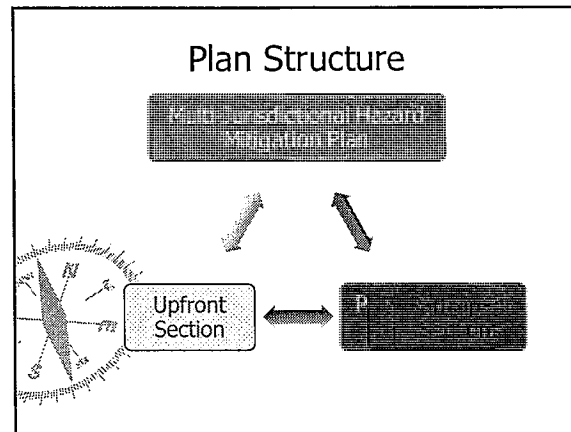 Plan Structure
Multi-Jurisdictional Hazard
Mitigation Plan
Upfront
Section
P
N
S